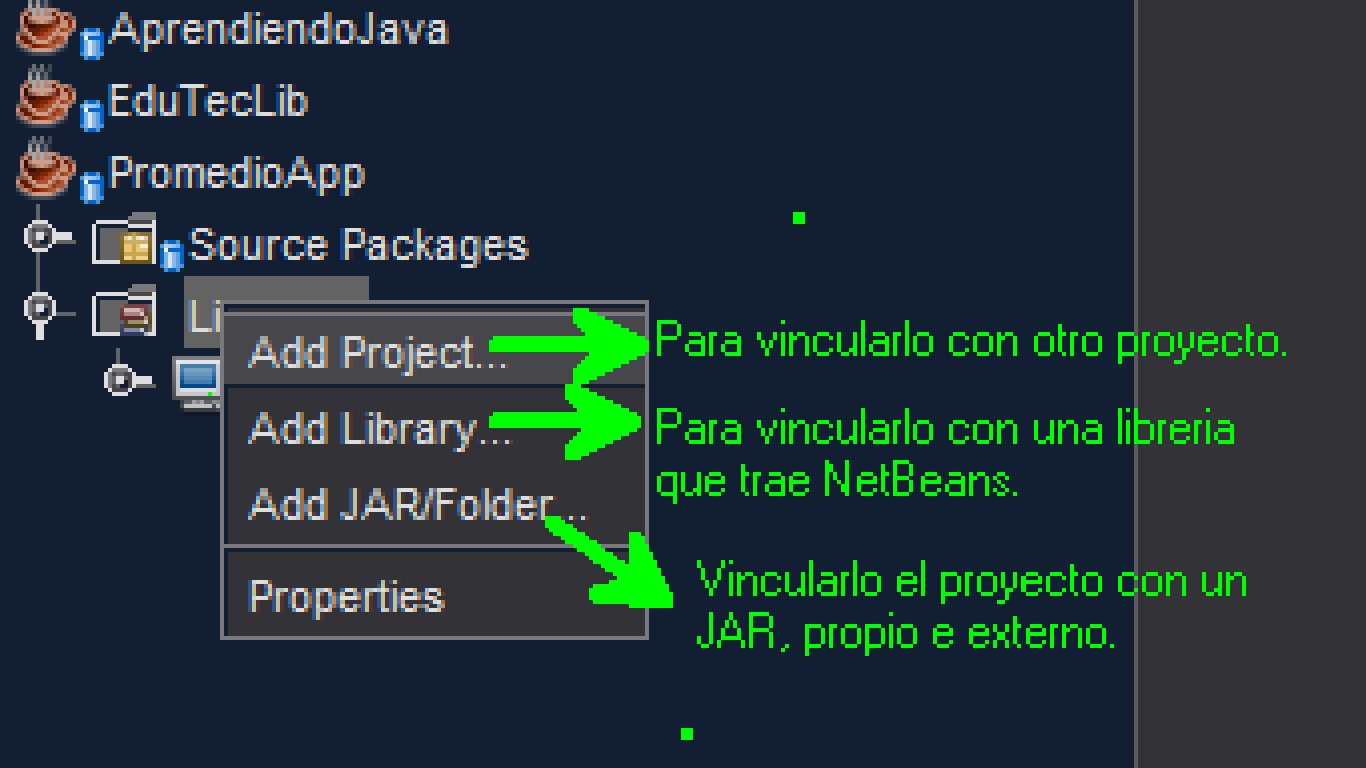 AprendiendoJava
EduTecLib
PromedioApp
Source Packages
Li
Add Project...
Para vincularlo con otro proyecto.
Add Library...
Para vincularlo con una libreria
que trae NetBeans.
Add JAR/Folder...
Vincularlo el proyecto con un
JAR, propio e externo.
Properties